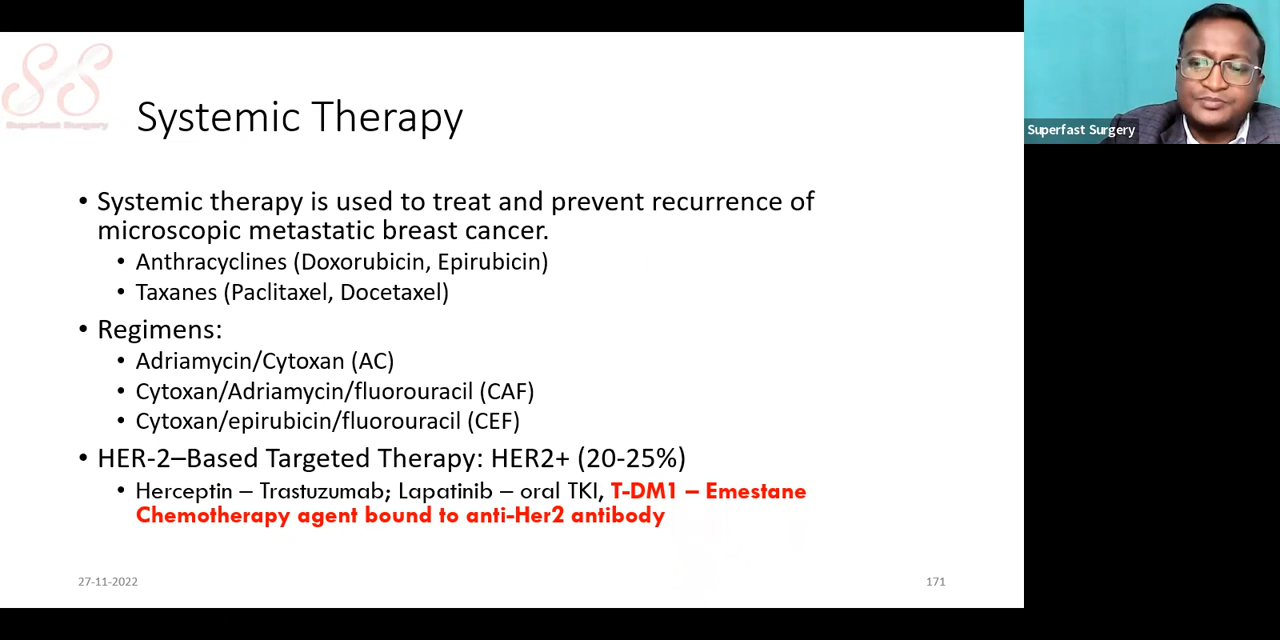 Superfast Surgery
Systemic Therapy
• Systemic therapy is used to treat and prevent recurrence of
microscopic metastatic breast cancer.
• Anthracyclines (Doxorubicin, Epirubicin)
• Taxanes (Paclitaxel, Docetaxel)
• Regimens:
• Adriamycin/Cytoxan (AC)
• Cytoxan/Adriamycin/fluorouracil (CAF)
• Cytoxan/epirubicin/fluorouracil (CEF)
• HER-2–Based Targeted Therapy: HER2+ (20-25%)
• Herceptin – Trastuzumab; Lapatinib – oral TKI, T-DM1 – Emestane
Chemotherapy agent bound to anti-Her2 antibody
27-11-2022
171
Superfast Surgery